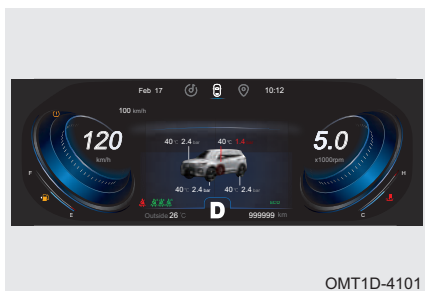 Feb 17 10:12
100 km/h
120
km/h
5.0
x1000rpm
40°C 2.4 bar 40°C 1.4
40°C 2.4 bar 40°C 2.4 bar
F
H
E
C
Outside 26 °C
D
999999 km
OMT1D-4101